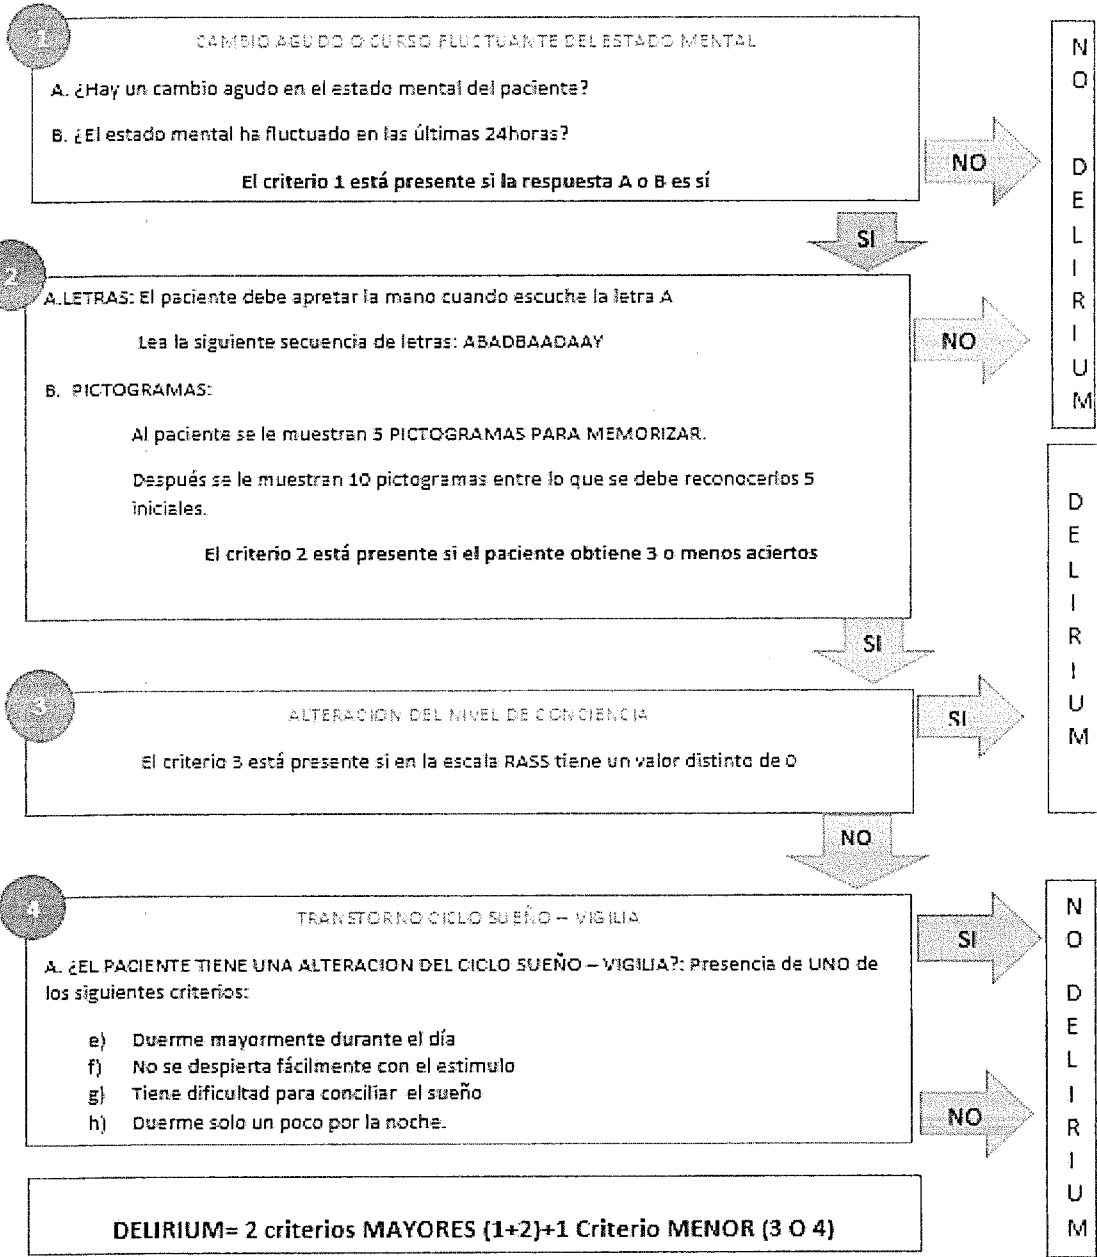 1
CAMBIO AGUDO O CURSO FLUCTUANTE DEL ESTADO MENTAL
A. ¿Hay un cambio agudo en el estado mental del paciente?
B. ¿El estado mental ha fluctuado en las últimas 24horas?
El criterio 1 está presente si la respuesta A o B es sí
NO
NO DELIRIUM
SI
2
A.LETRAS: El paciente debe apretar la mano cuando escuche la letra A
Lea la siguiente secuencia de letras: ABADBAADAAY
B. PICTOGRAMAS:
Al paciente se le muestran 5 PICTOGRAMAS PARA MEMORIZAR.
Después se le muestran 10 pictogramas entre lo que se debe reconocerlos 5
iniciales.
El criterio 2 está presente si el paciente obtiene 3 o menos aciertos
NO
SI
3
ALTERACION DEL NIVEL DE CONCIENCIA
El criterio 3 está presente si en la escala RASS tiene un valor distinto de 0
SI
DELIRIUM
NO
4
TRANSTORNO CICLO SUEÑO – VIGILIA
A. ¿EL PACIENTE TIENE UNA ALTERACION DEL CICLO SUEÑO – VIGILIA?: Presencia de UNO de
los siguientes criterios:
e) Duerme mayormente durante el día
f) No se despierta fácilmente con el estimulo
g) Tiene dificultad para conciliar el sueño
h) Duerme solo un poco por la noche.
SI
NO
NO DELIRIUM
DELIRIUM= 2 criterios MAYORES (1+2)+1 Criterio MENOR (3 O 4)